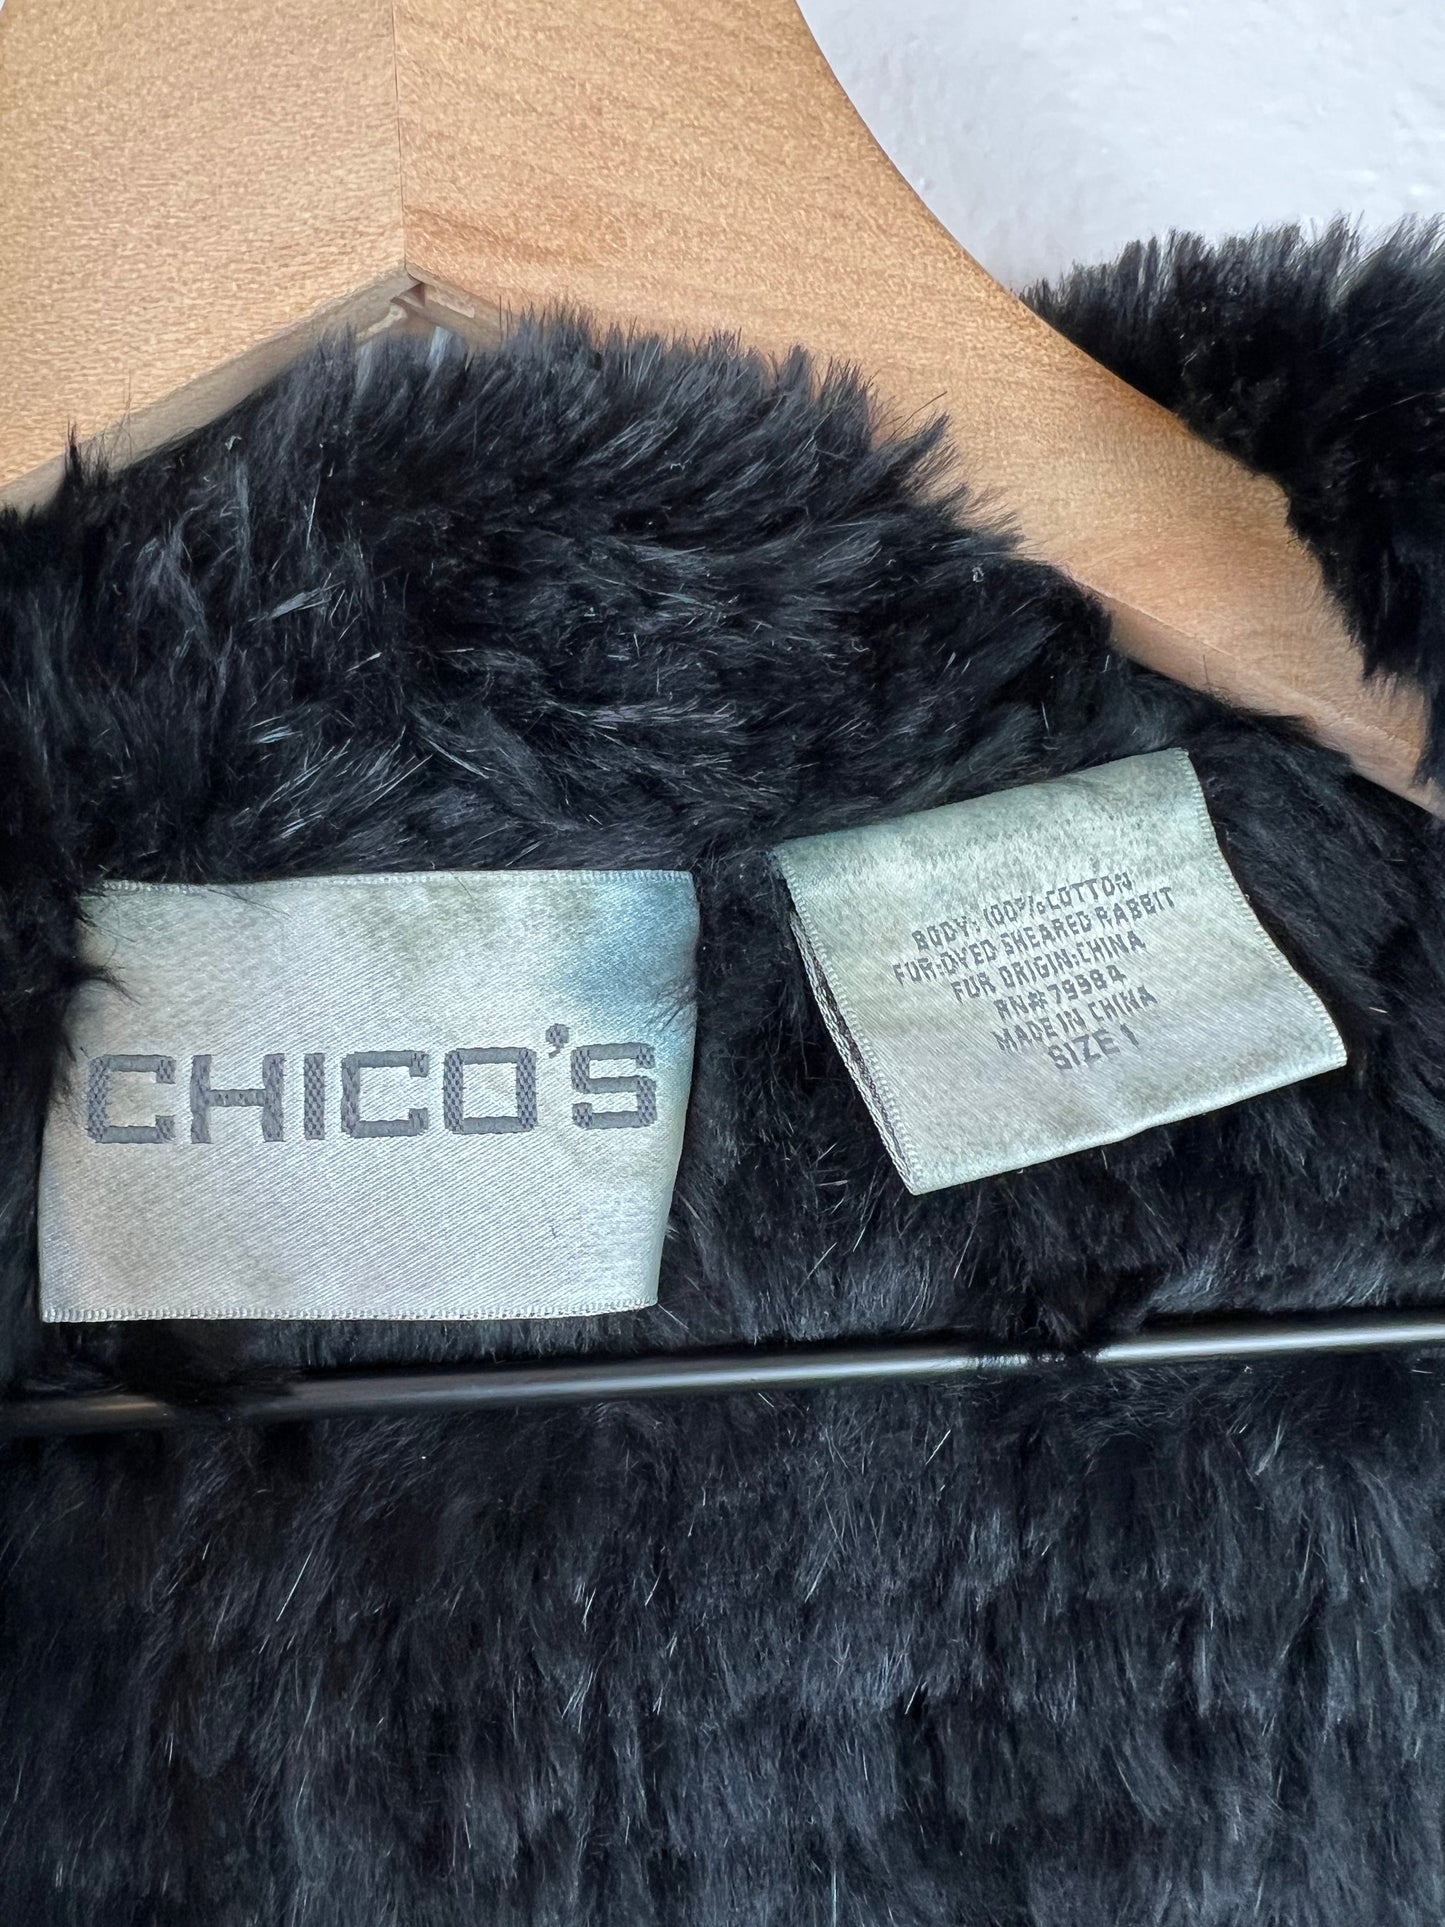 CHICO'S
BODY: 100% COTTON
FUR: DYED SHEARED RABBIT
FUR ORIGIN: CHINA
RN# 79984
MADE IN CHINA
SIZE 1